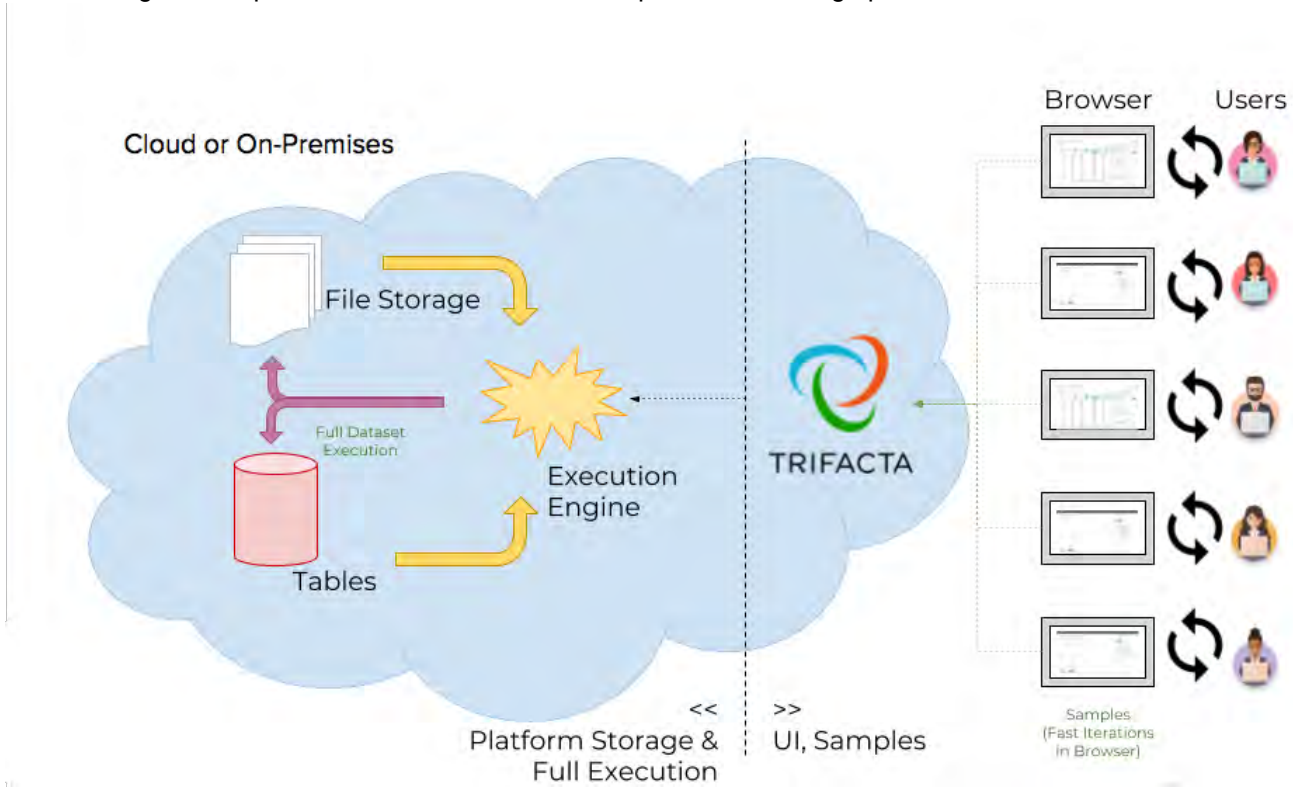 Browser
Users
Cloud or On-Premises
File Storage
Full Dataset
Execution
Execution
Engine
TRIFACTA
Tables
<<
Platform Storage &
Full Execution
>>
UI, Samples
Samples
(Fast Iterations
in Browser)